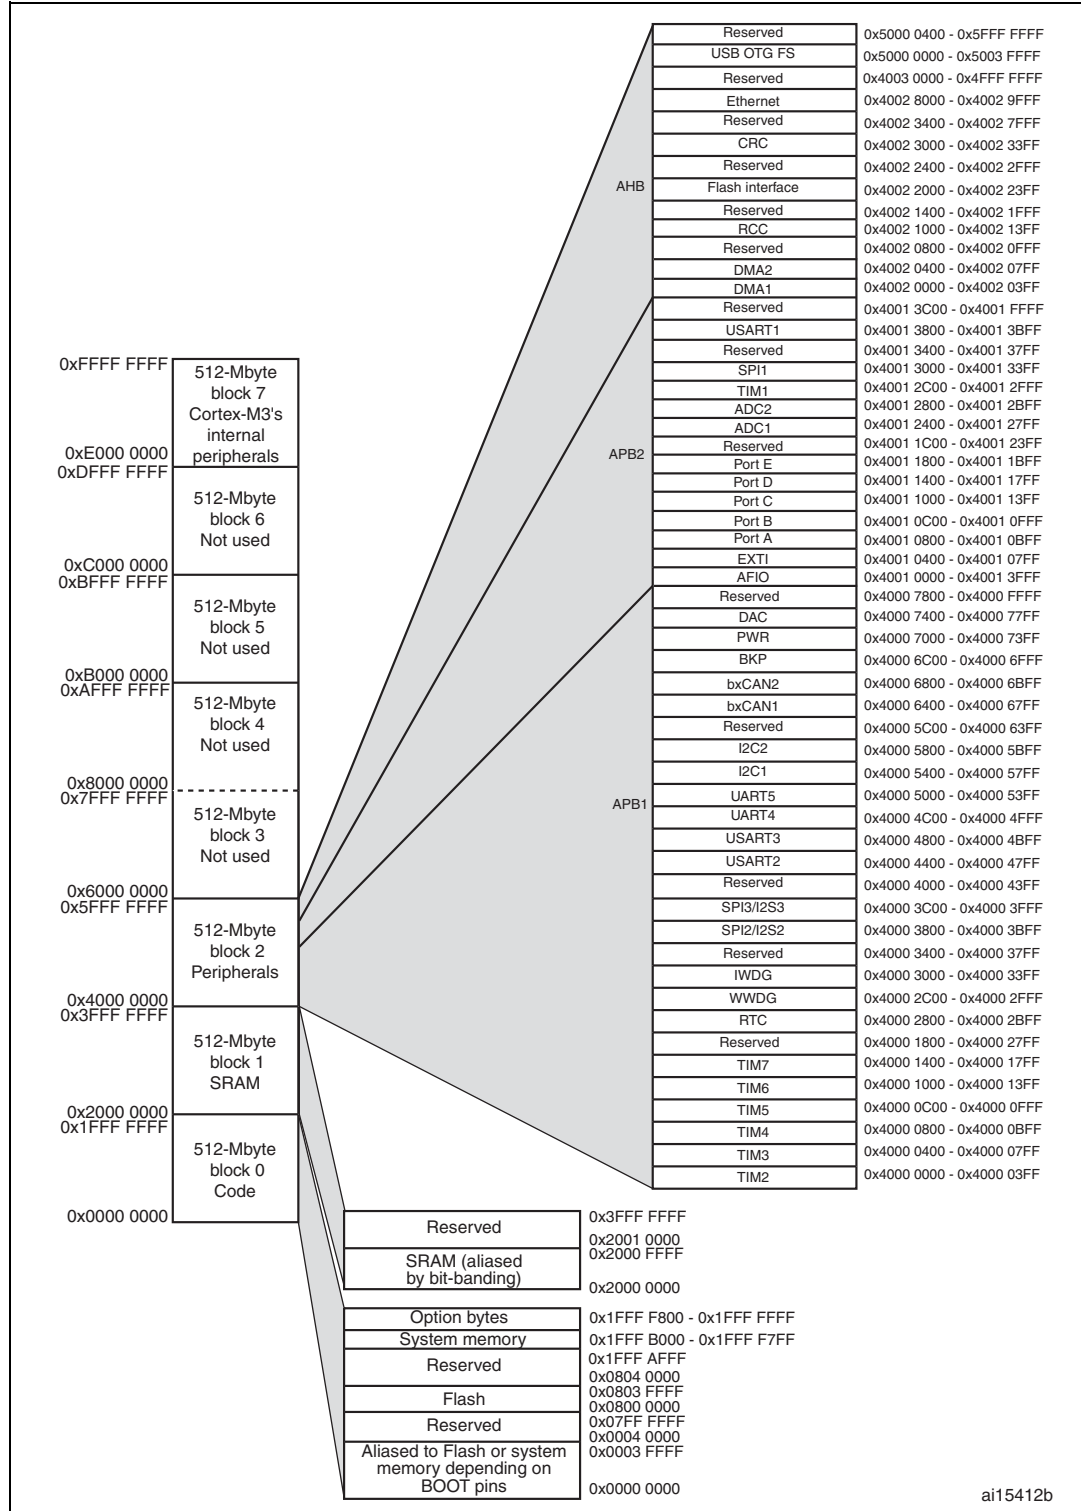 Reserved 0x5000 0400 - 0x5FFF FFFF
USB OTG FS 0x5000 0000 - 0x5003 FFFF
Reserved 0x4003 0000 - 0x4FFF FFFF
Ethernet 0x4002 8000 - 0x4002 9FFF
Reserved 0x4002 3400 - 0x4002 7FFF
CRC 0x4002 3000 - 0x4002 33FF
Reserved 0x4002 2400 - 0x4002 2FFF
AHB
Flash interface 0x4002 2000 - 0x4002 23FF
Reserved 0x4002 1400 - 0x4002 1FFF
RCC 0x4002 1000 - 0x4002 13FF
Reserved 0x4002 0800 - 0x4002 0FFF
DMA2 0x4002 0400 - 0x4002 07FF
DMA1 0x4002 0000 - 0x4002 03FF
Reserved 0x4001 3C00 - 0x4001 FFFF
USART1 0x4001 3800 - 0x4001 3BFF
Reserved 0x4001 3400 - 0x4001 37FF
SPI1 0x4001 3000 - 0x4001 33FF
TIM1 0x4001 2C00 - 0x4001 2FFF
ADC2 0x4001 2800 - 0x4001 2BFF
ADC1 0x4001 2400 - 0x4001 27FF
Reserved 0x4001 1C00 - 0x4001 23FF
APB2
Port E 0x4001 1800 - 0x4001 1BFF
Port D 0x4001 1400 - 0x4001 17FF
Port C 0x4001 1000 - 0x4001 13FF
Port B 0x4001 0C00 - 0x4001 0FFF
Port A 0x4001 0800 - 0x4001 0BFF
EXTI 0x4001 0400 - 0x4001 07FF
AFIO 0x4001 0000 - 0x4001 3FFF
Reserved 0x4000 7800 - 0x4000 FFFF
DAC 0x4000 7400 - 0x4000 77FF
PWR 0x4000 7000 - 0x4000 73FF
BKP 0x4000 6C00 - 0x4000 6FFF
bxCAN2 0x4000 6800 - 0x4000 6BFF
bxCAN1 0x4000 6400 - 0x4000 67FF
Reserved 0x4000 5C00 - 0x4000 63FF
I2C2 0x4000 5800 - 0x4000 5BFF
I2C1 0x4000 5400 - 0x4000 57FF
APB1
UART5 0x4000 5000 - 0x4000 53FF
UART4 0x4000 4C00 - 0x4000 4FFF
USART3 0x4000 4800 - 0x4000 4BFF
USART2 0x4000 4400 - 0x4000 47FF
Reserved 0x4000 4000 - 0x4000 43FF
SPI3/I2S3 0x4000 3C00 - 0x4000 3FFF
SPI2/I2S2 0x4000 3800 - 0x4000 3BFF
Reserved 0x4000 3400 - 0x4000 37FF
IWDG 0x4000 3000 - 0x4000 33FF
WWDG 0x4000 2C00 - 0x4000 2FFF
RTC 0x4000 2800 - 0x4000 2BFF
Reserved 0x4000 1800 - 0x4000 27FF
TIM7 0x4000 1400 - 0x4000 17FF
TIM6 0x4000 1000 - 0x4000 13FF
TIM5 0x4000 0C00 - 0x4000 0FFF
TIM4 0x4000 0800 - 0x4000 0BFF
TIM3 0x4000 0400 - 0x4000 07FF
TIM2 0x4000 0000 - 0x4000 03FF
0xFFFF FFFF
512-Mbyte
block 7
Cortex-M3's
internal
peripherals
0xE000 0000
0xDFFF FFFF
512-Mbyte
block 6
Not used
0xC000 0000
0xBFFF FFFF
512-Mbyte
block 5
Not used
0xB000 0000
0xAFFF FFFF
512-Mbyte
block 4
Not used
0x8000 0000
0x7FFF FFFF
512-Mbyte
block 3
Not used
0x6000 0000
0x5FFF FFFF
512-Mbyte
block 2
Peripherals
0x4000 0000
0x3FFF FFFF
512-Mbyte
block 1
SRAM
0x2000 0000
0x1FFF FFFF
512-Mbyte
block 0
Code
0x0000 0000
0x3FFF FFFF
Reserved
0x2001 0000
0x2000 FFFF
SRAM (aliased
by bit-banding)
0x2000 0000
Option bytes 0x1FFF F800 - 0x1FFF FFFF
System memory 0x1FFF B000 - 0x1FFF F7FF
0x1FFF AFFF
Reserved
0x0804 0000
0x0803 FFFF
Flash
0x0800 0000
0x07FF FFFF
Reserved
0x0004 0000
0x0003 FFFF
Aliased to Flash or system
memory depending on
BOOT pins
0x0000 0000
ai15412b